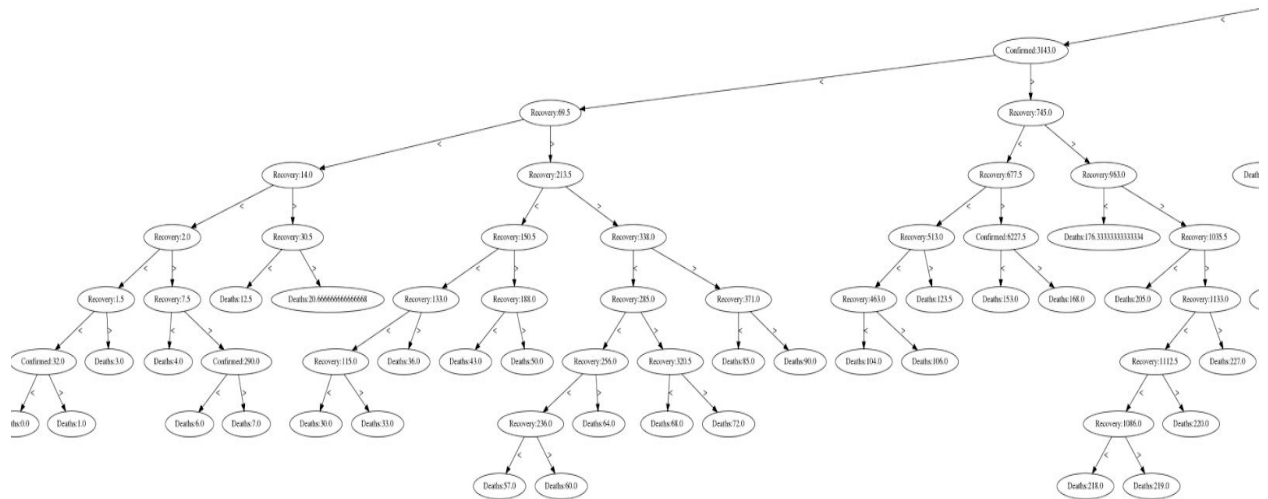 <
Confirmed:3143.0
<
>
Recovery:69.5
Recovery:745.0
<
>
<
>
Recovery:14.0
Recovery:213.5
Recovery:677.5
Recovery:963.0
Death
<
>
<
>
<
>
<
>
Recovery:2.0
Recovery:30.5
Recovery:150.5
Recovery:338.0
Recovery:513.0
Confirmed:6227.5
Deaths:176.33333333333334
Recovery:1035.5
<
>
<
>
<
>
<
>
<
>
<
>
<
>
Recovery:1.5
Recovery:7.5
Deaths:12.5
Deaths:20.666666666666668
Recovery:133.0
Recovery:188.0
Recovery:285.0
Recovery:371.0
Recovery:463.0
Deaths:123.5
Deaths:153.0
Deaths:168.0
Deaths:205.0
Recovery:1133.0
<
>
<
>
<
>
<
>
<
>
<
>
<
>
<
>
Confirmed:32.0
Deaths:3.0
Deaths:4.0
Confirmed:290.0
Recovery:115.0
Deaths:36.0
Deaths:43.0
Deaths:50.0
Recovery:256.0
Recovery:320.5
Deaths:85.0
Deaths:90.0
Deaths:104.0
Deaths:106.0
Recovery:1112.5
Deaths:227.0
<
>
<
>
<
>
<
>
<
>
<
>
ths:0.0
Deaths:1.0
Deaths:6.0
Deaths:7.0
Deaths:30.0
Deaths:33.0
Recovery:236.0
Deaths:64.0
Deaths:68.0
Deaths:72.0
Recovery:1086.0
Deaths:220.0
<
>
<
>
Deaths:57.0
Deaths:60.0
Deaths:218.0
Deaths:219.0